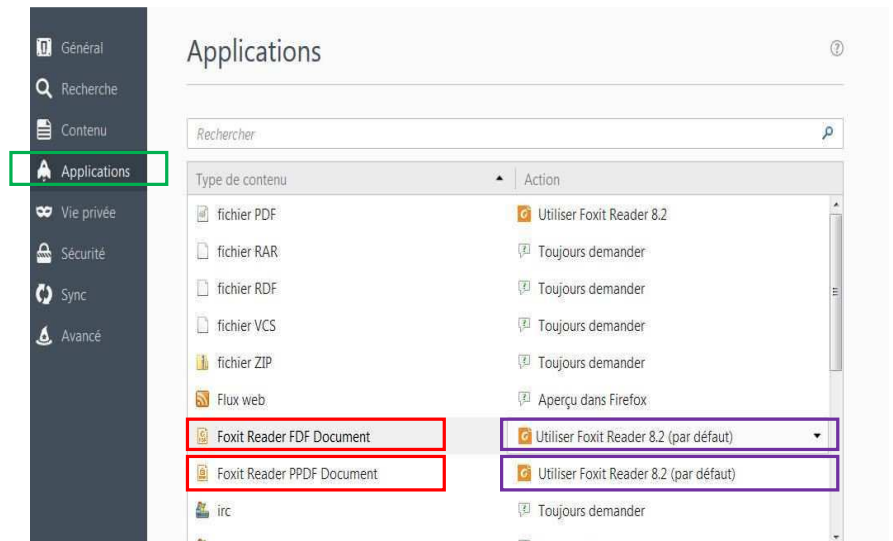 Général
Recherche
Contenu
Applications
Vie privée
Sécurité
Sync
Avancé
Applications
?
Rechercher
Type de contenu Action
fichier PDF Utiliser Foxit Reader 8.2
fichier RAR Toujours demander
fichier RDF Toujours demander
fichier VCS Toujours demander
fichier ZIP Toujours demander
Flux web Aperçu dans Firefox
Foxit Reader FDF Document Utiliser Foxit Reader 8.2 (par défaut)
Foxit Reader PPDF Document Utiliser Foxit Reader 8.2 (par défaut)
irc Toujours demander